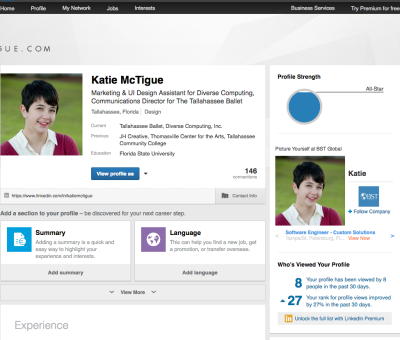 Home Profile My Network Jobs Interests Business Services Try Premium for free
GUE.COM
Katie McTigue
Marketing & UI Design Assistant for Diverse Computing,
Communications Director for The Tallahassee Ballet
Tallahassee, Florida | Design
Current Tallahassee Ballet, Diverse Computing, Inc.
Previous JH Creative, Thomasville Center for the Arts, Tallahassee
Community College
Education Florida State University
View profile as
146
connections
https://www.linkedin.com/in/katiemctigue
Contact Info
Add a section to your profile – be discovered for your next career step.
Summary
Adding a summary is a quick and
easy way to highlight your
experience and interests.
Add summary
Language
This can help you find a new job, get
a promotion, or transfer overseas.
Add language
View More
Experience
Profile Strength
All-Star
Picture Yourself at BST Global
Katie
BST
Follow Company
Software Engineer - Custom Solutions
Tampa/St. Petersburg, Fl...
View Now
Who's Viewed Your Profile
8 Your profile has been viewed by 8
people in the past 30 days.
27 Your rank for profile views improved
by 27% in the past 30 days.
in Unlock the full list with LinkedIn Premium